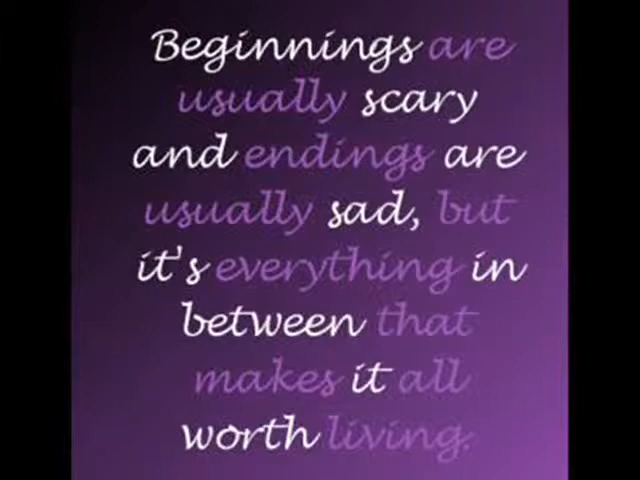 Beginnings are
usually scary
and endings are
usually sad, but
it's everything in
between that
makes it all
worth living.